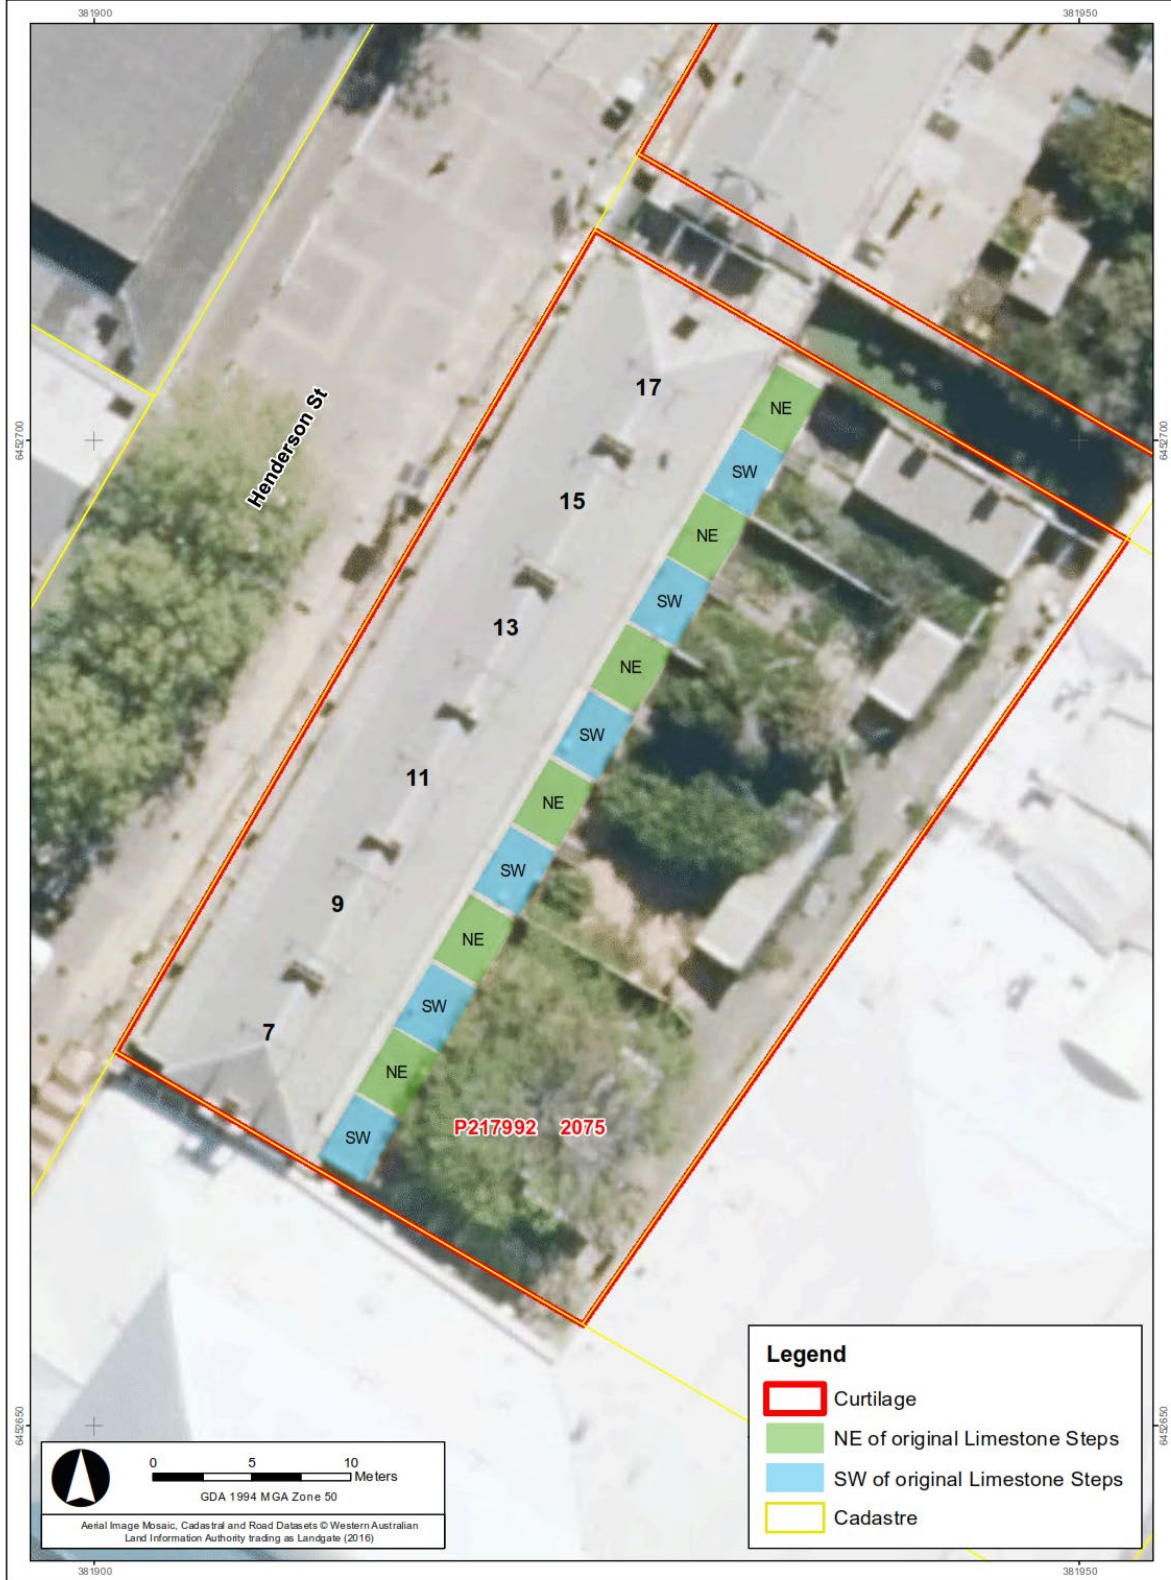 381900
381950
17
NE
Henderson St
6452700
6452700
SW
15
NE
SW
13
NE
SW
11
NE
SW
9
NE
SW
7
NE
P217992 2075
SW
Legend
Curtilage
NE of original Limestone Steps
SW of original Limestone Steps
Cadastre
6452650
6452650
0 5 10
Meters
GDA 1994 MGA Zone 50
Aerial Image Mosaic, Cadastral and Road Datasets © Western Australian
Land Information Authority trading as Landgate (2016)
381900
381950